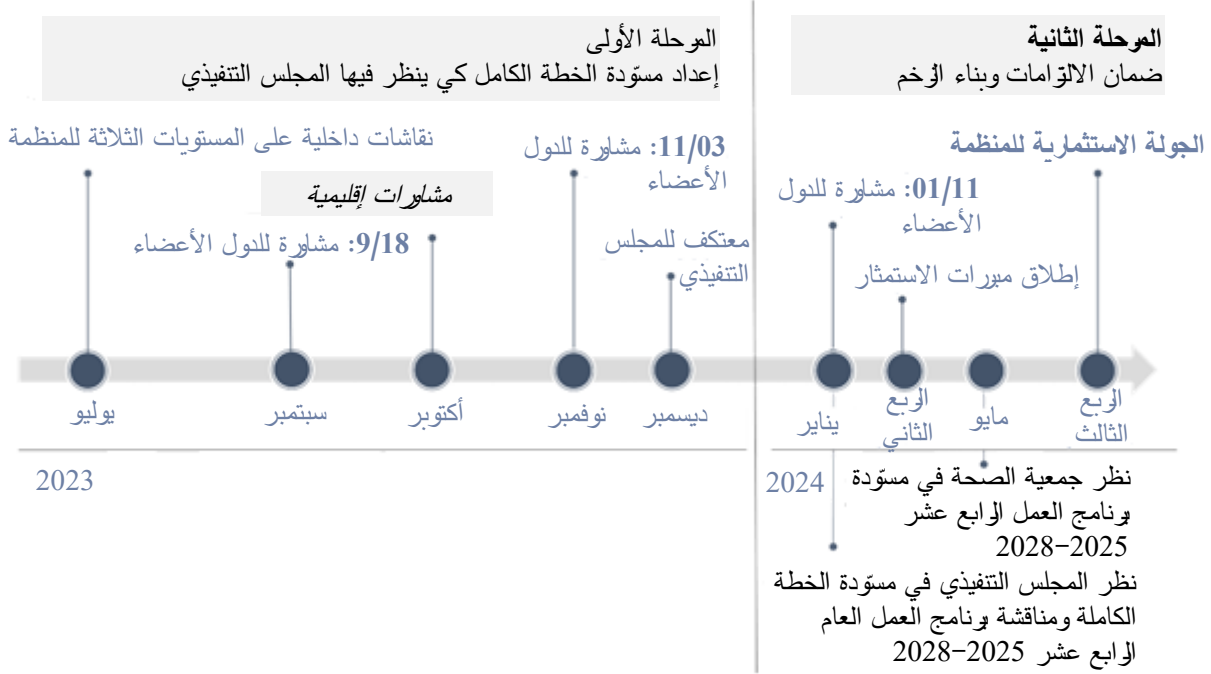 المرحلة الأولى
إعداد مسوّدة الخطة الكامل كي ينظر فيها المجلس التنفيذي
المرحلة الثانية
ضمان الالتزامات وبناء الزخم
نقاشات داخلية على المستويات الثلاثة للمنظمة
مشاورات إقليمية
9/18: مشاورة للدول الأعضاء
11/03: مشاورة للدول
الأعضاء
معتكف للمجلس
التنفيذي
الجولة الاستثمارية للمنظمة
01/11: مشاورة للدول
الأعضاء
إطلاق مبررات الاستمثار
يوليو
سبتمبر
أكتوبر
نوفمبر
ديسمبر
يناير
الربع
الثاني
مايو
الربع
الثالث
2023
2024
نظر جمعية الصحة في مسوّدة
برنامج العمل الرابع عشر
2025-2028
نظر المجلس التنفيذي في مسوّدة الخطة
الكاملة ومناقشة برنامج العمل العام
الرابع عشر 2025-2028